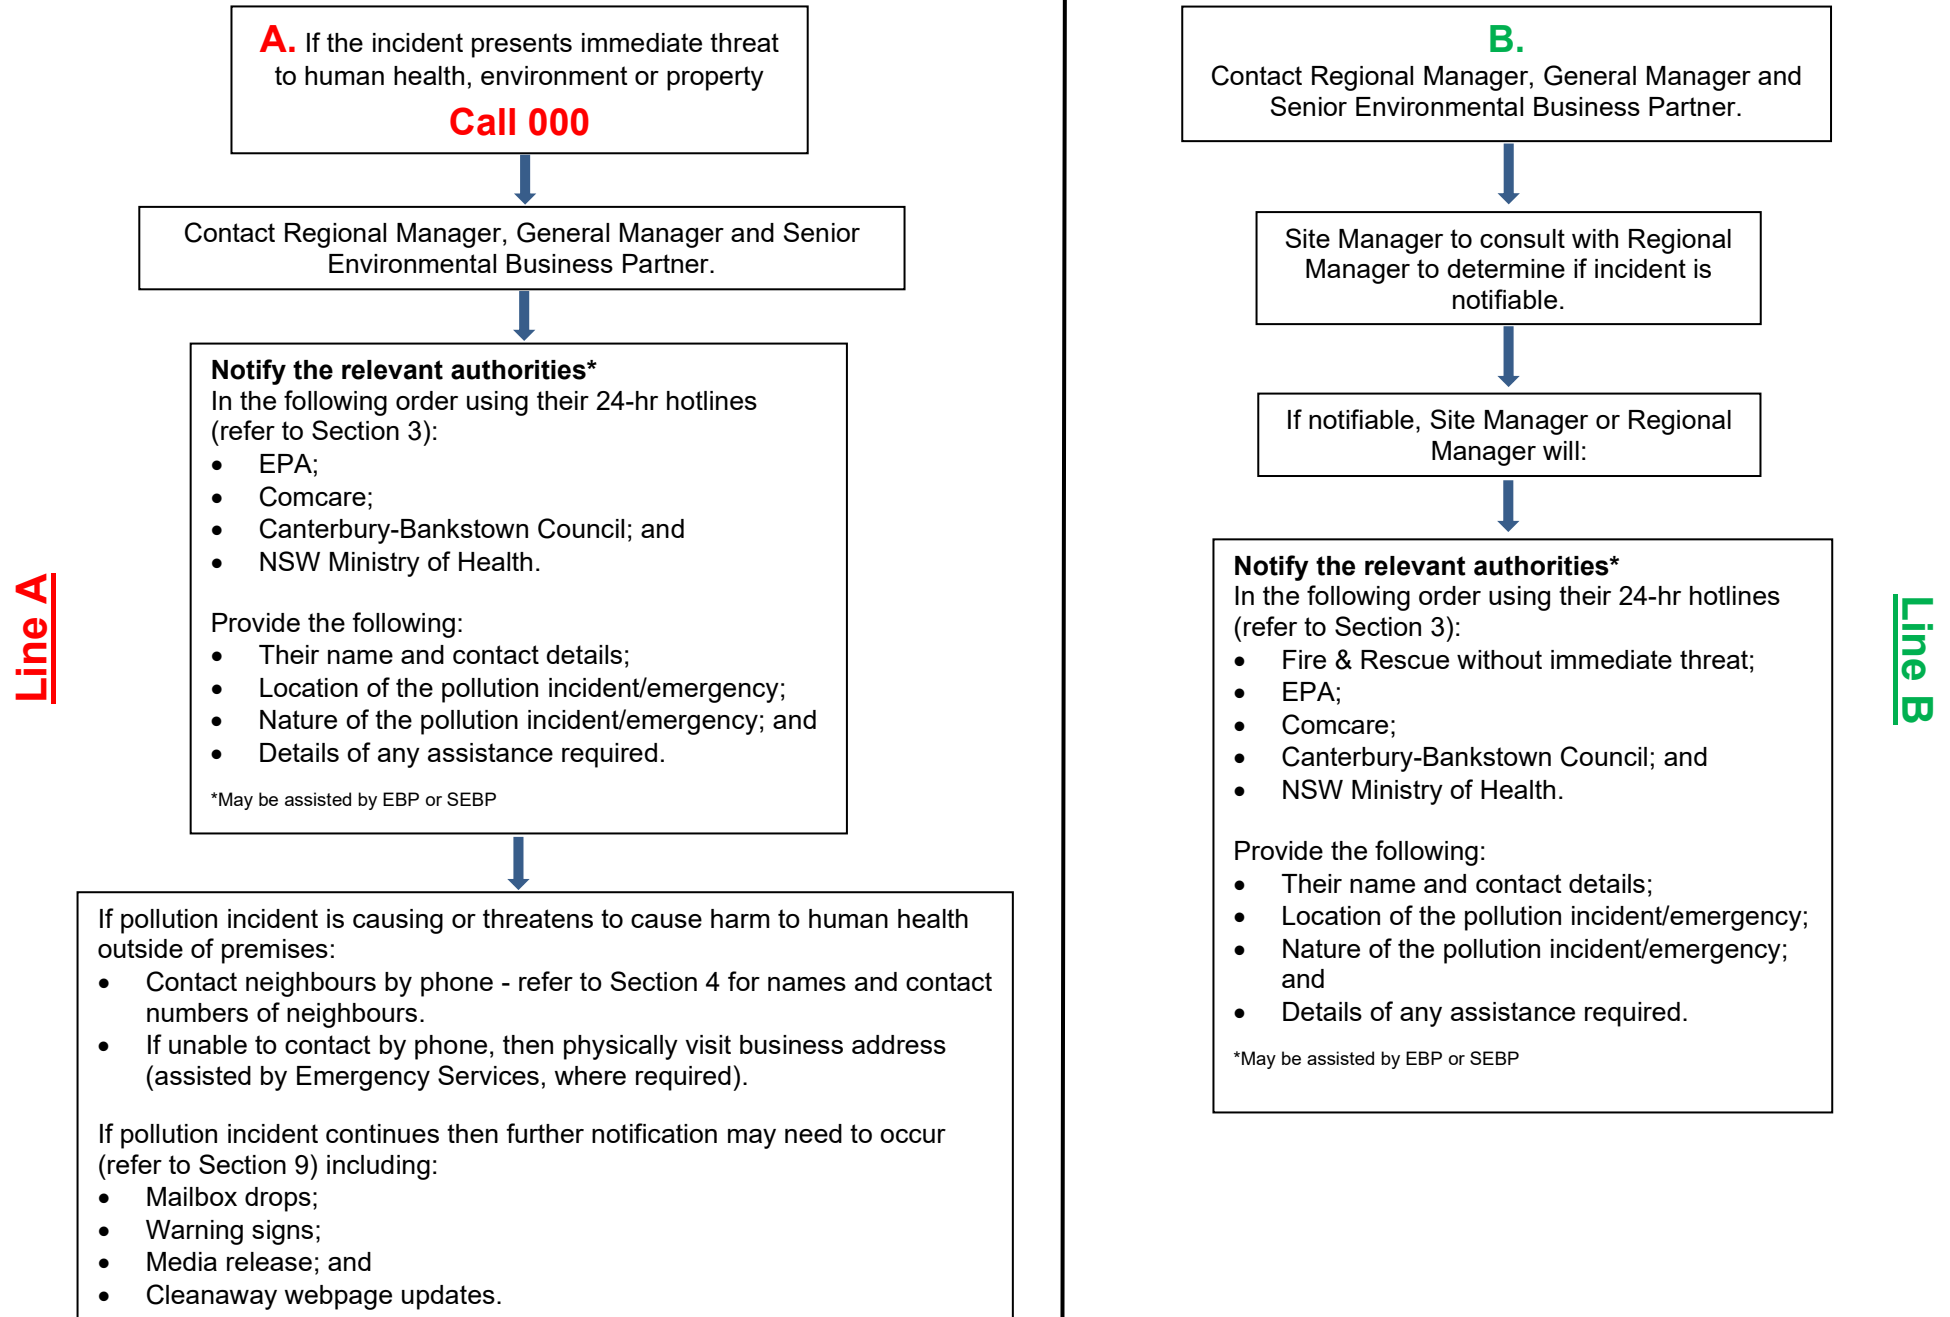 A. If the incident presents immediate threat
to human health, environment or property
Call 000
Contact Regional Manager, General Manager and Senior
Environmental Business Partner.
Notify the relevant authorities*
In the following order using their 24-hr hotlines
(refer to Section 3):
• EPA;
• Comcare;
• Canterbury-Bankstown Council; and
• NSW Ministry of Health.
Provide the following:
• Their name and contact details;
• Location of the pollution incident/emergency;
• Nature of the pollution incident/emergency; and
• Details of any assistance required.
*May be assisted by EBP or SEBP
If pollution incident is causing or threatens to cause harm to human health
outside of premises:
• Contact neighbours by phone - refer to Section 4 for names and contact
numbers of neighbours.
• If unable to contact by phone, then physically visit business address
(assisted by Emergency Services, where required).
If pollution incident continues then further notification may need to occur
(refer to Section 9) including:
• Mailbox drops;
• Warning signs;
• Media release; and
• Cleanaway webpage updates.
Line A
B.
Contact Regional Manager, General Manager and
Senior Environmental Business Partner.
Site Manager to consult with Regional
Manager to determine if incident is
notifiable.
If notifiable, Site Manager or Regional
Manager will:
Notify the relevant authorities*
In the following order using their 24-hr hotlines
(refer to Section 3):
• Fire & Rescue without immediate threat;
• EPA;
• Comcare;
• Canterbury-Bankstown Council; and
• NSW Ministry of Health.
Provide the following:
• Their name and contact details;
• Location of the pollution incident/emergency;
• Nature of the pollution incident/emergency;
and
• Details of any assistance required.
*May be assisted by EBP or SEBP
Line B